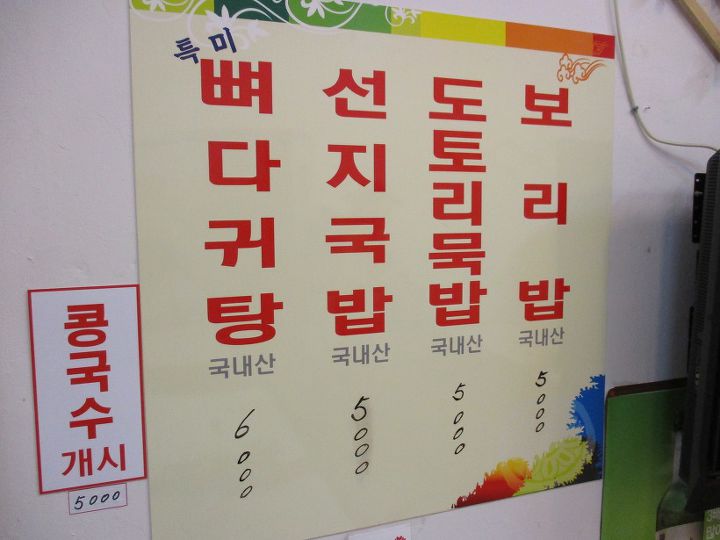 특미
뼈다귀탕
국내산
6000
선지국밥
국내산
5000
도토리묵밥
국내산
5000
보리밥
국내산
5000
콩국수
개시
5000